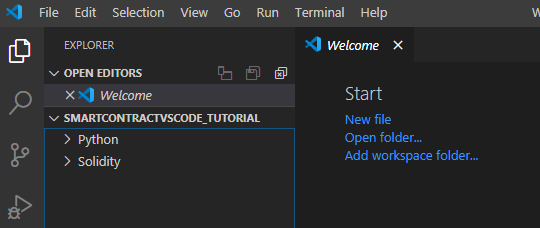 File Edit Selection View Go Run Terminal Help W
EXPLORER
Welcome
OPEN EDITORS
Welcome
SMARTCONTRACTVSCODE_TUTORIAL
Python
Solidity
Start
New file
Open folder...
Add workspace folder...